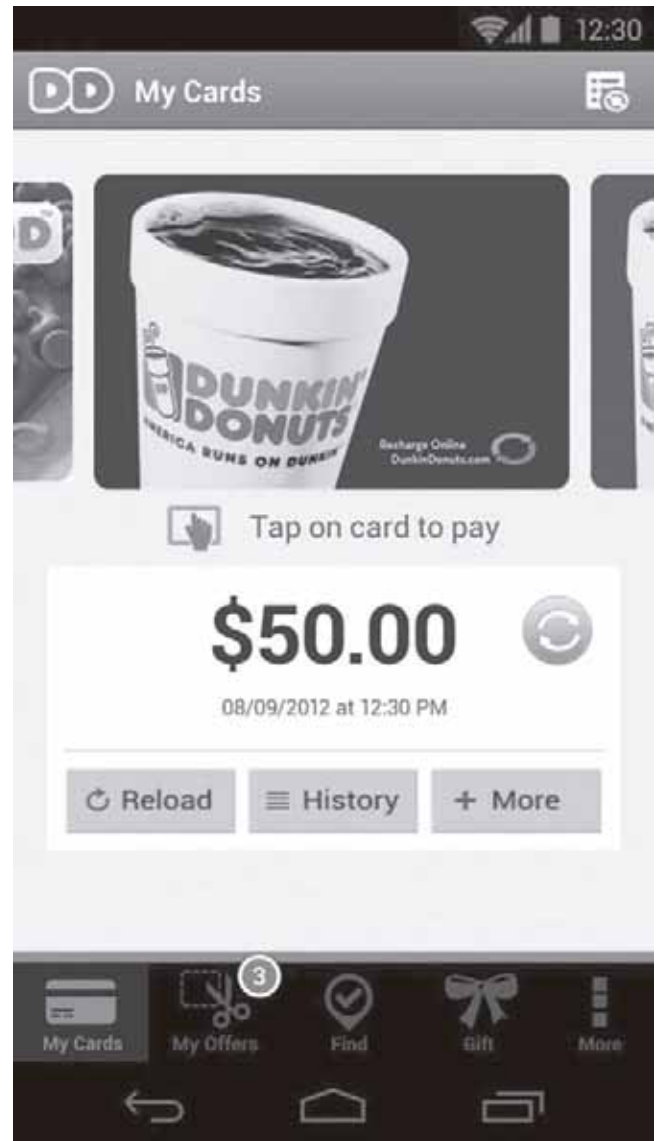 12:30
DD My Cards
D
DUNKIN'
DONUTS
AMERICA RUNS ON DUNKIN'
Recharge Online
DunkinDonuts.com
Tap on card to pay
$50.00
08/09/2012 at 12:30 PM
Reload History + More
3
My Cards My Offers Find Gift More